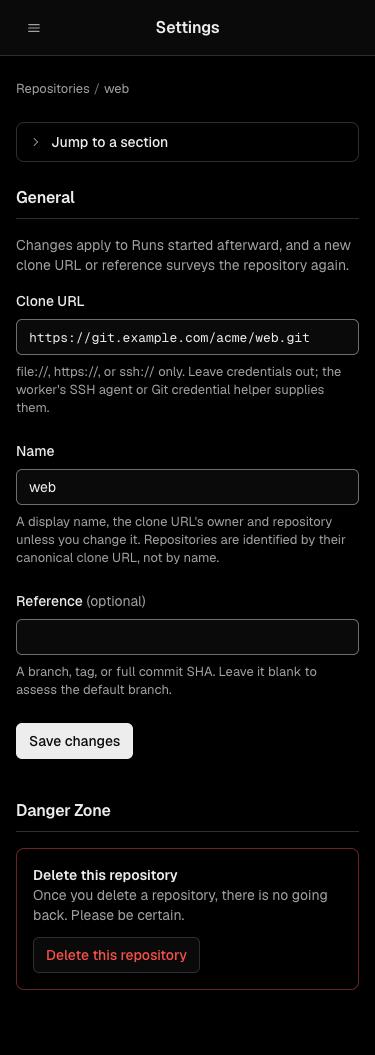 Settings
Repositories / web
Jump to a section
General
Changes apply to Runs started afterward, and a new
clone URL or reference surveys the repository again.
Clone URL
https://git.example.com/acme/web.git
file://, https://, or ssh:// only. Leave credentials out; the
worker's SSH agent or Git credential helper supplies
them.
Name
web
A display name, the clone URL's owner and repository
unless you change it. Repositories are identified by their
canonical clone URL, not by name.
Reference (optional)
A branch, tag, or full commit SHA. Leave it blank to
assess the default branch.
Save changes
Danger Zone
Delete this repository
Once you delete a repository, there is no going
back. Please be certain.
Delete this repository